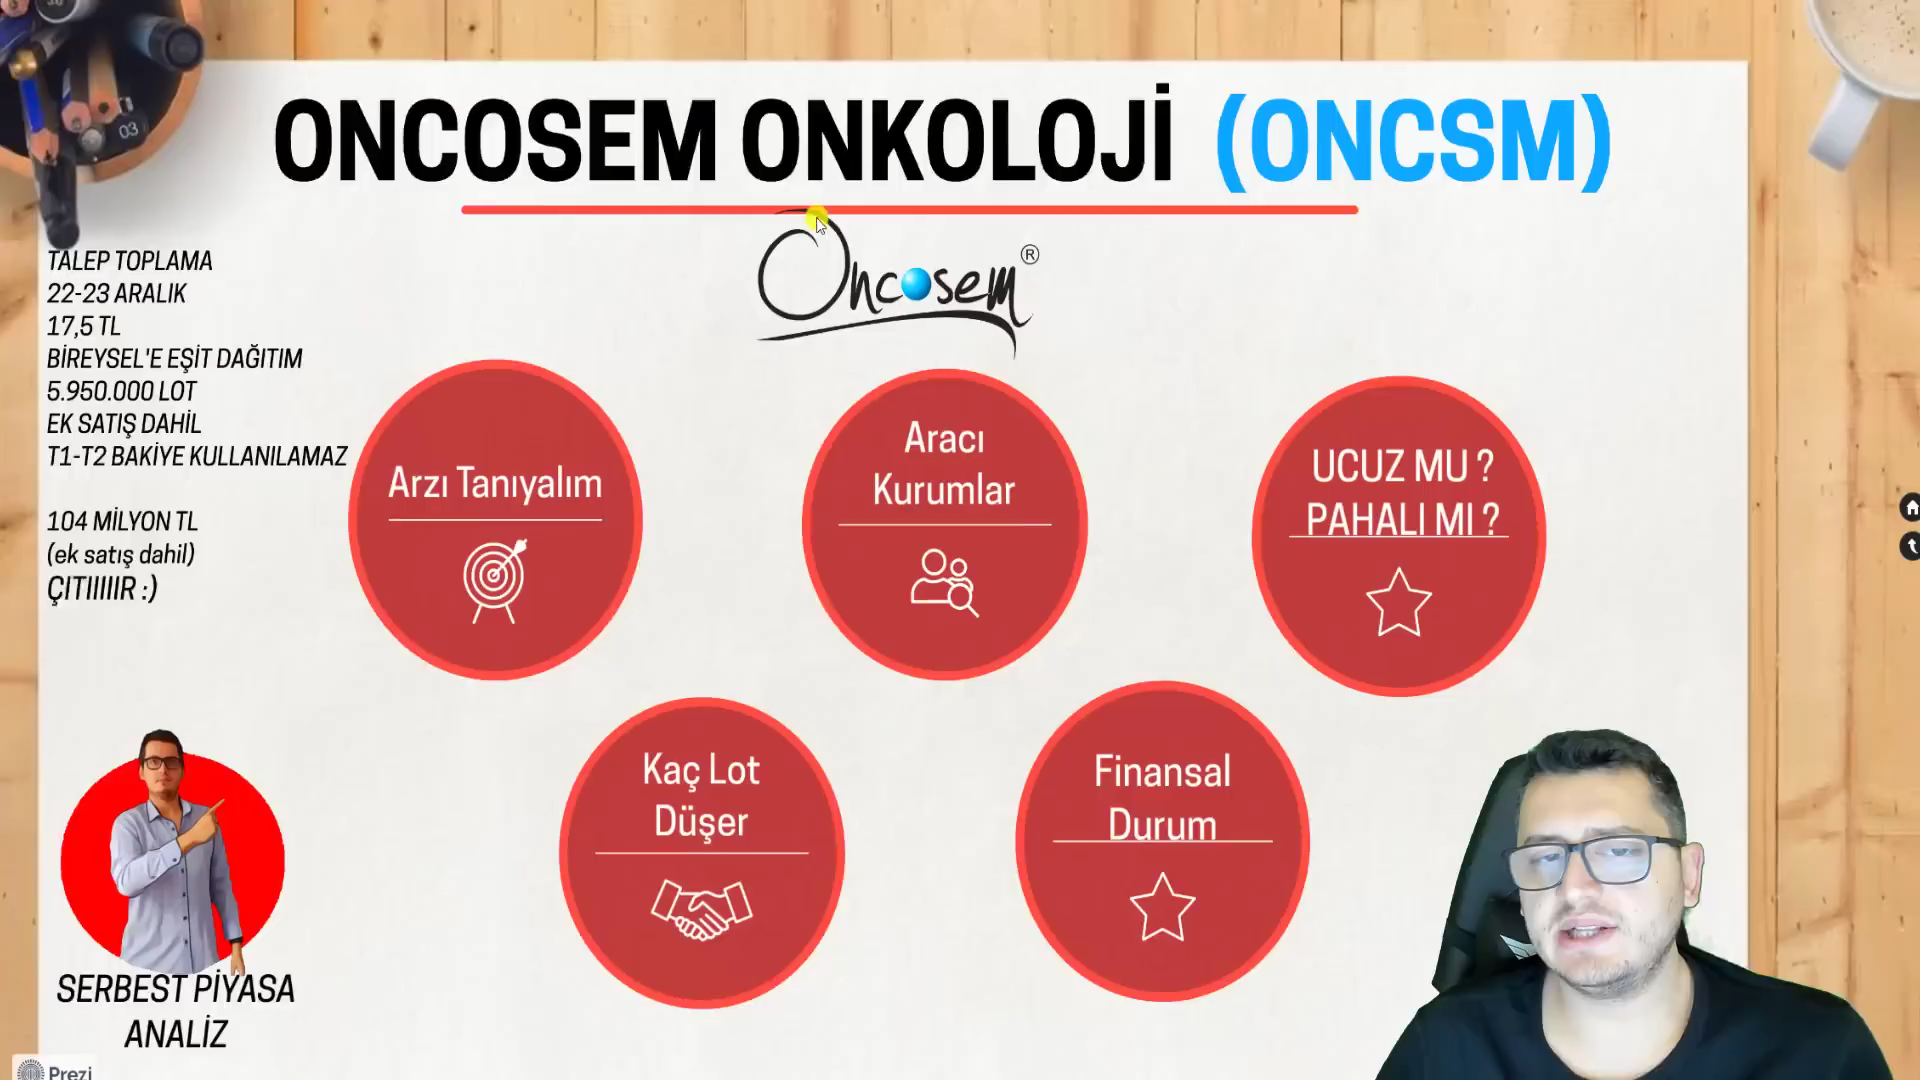 ONCOSEM ONKOLOJİ (ONCSM)
Oncosem®
TALEP TOPLAMA
22-23 ARALIK
17,5 TL
BİREYSEL'E EŞİT DAĞITIM
5.950.000 LOT
EK SATIŞ DAHİL
T1-T2 BAKİYE KULLANILAMAZ
104 MİLYON TL
(ek satış dahil)
ÇITIIIIIR :)
Arzı Tanıyalım
Aracı
Kurumlar
UCUZ MU ?
PAHALI MI ?
Kaç Lot
Düşer
Finansal
Durum
SERBEST PİYASA
ANALİZ
Prezi
03